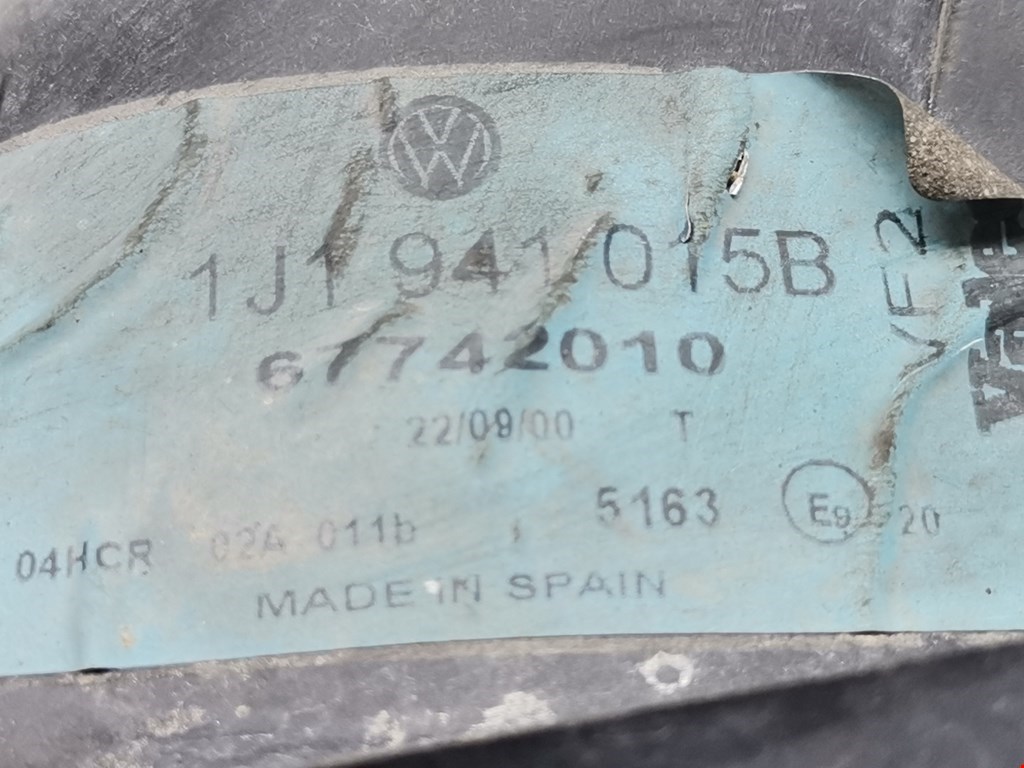 1J1 941 015B
67742010
22/09/00 T
04HCR 02A 011b 5163 E9 20
MADE IN SPAIN